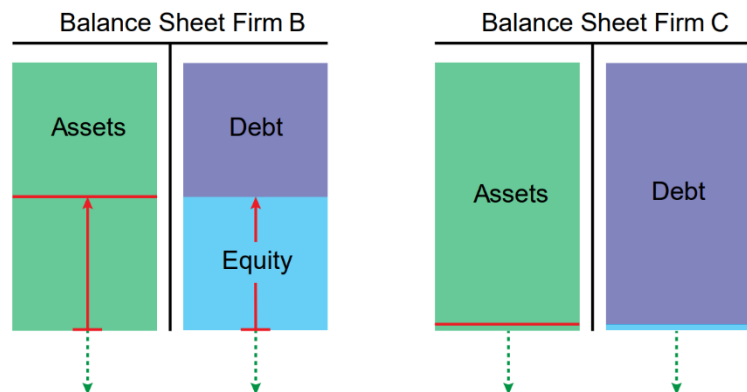 Balance Sheet Firm B
Assets
Debt
Equity
Balance Sheet Firm C
Assets
Debt